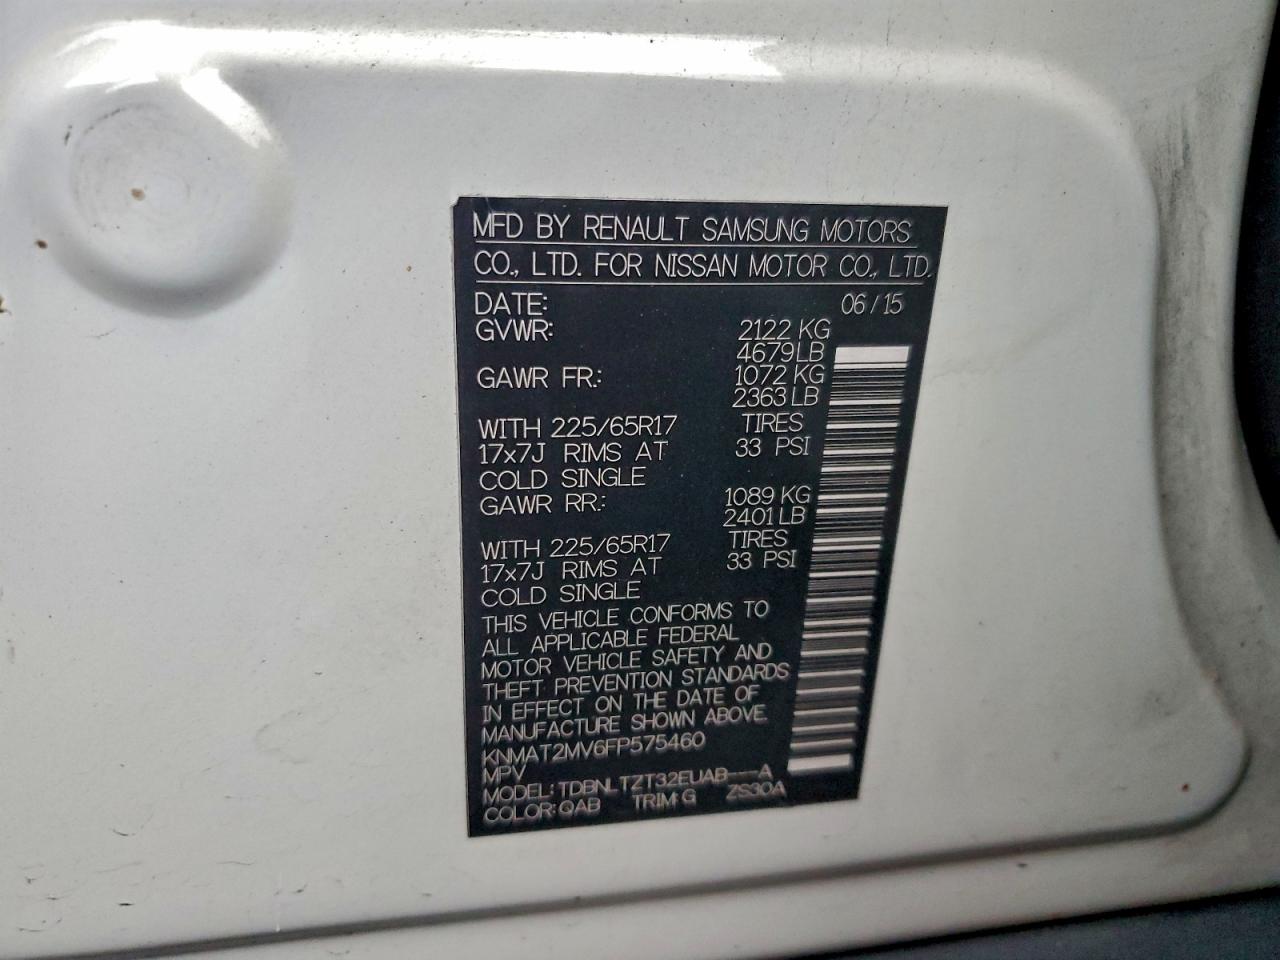 MFD BY RENAULT SAMSUNG MOTORS
CO., LTD. FOR NISSAN MOTOR CO., LTD.
DATE: 06/15
GVWR: 2122 KG
4679LB
GAWR FR.: 1072 KG
2363 LB
WITH 225/65R17 TIRES
17x7J RIMS AT 33 PSI
COLD SINGLE
GAWR RR.: 1089 KG
2401 LB
WITH 225/65R17 TIRES
17x7J RIMS AT 33 PSI
COLD SINGLE
THIS VEHICLE CONFORMS TO
ALL APPLICABLE FEDERAL
MOTOR VEHICLE SAFETY AND
THEFT PREVENTION STANDARDS
IN EFFECT ON THE DATE OF
MANUFACTURE SHOWN ABOVE.
KNMAT2MV6FP575460
MPV
MODEL: TDBNLTZT32EUAB---A
COLOR: QAB TRIM: G ZS30A